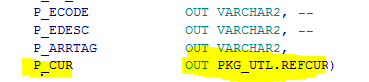 P_ECODE OUT VARCHAR2, --
P_EDESC OUT VARCHAR2, --
P_ARRTAG OUT VARCHAR2,
P_CUR OUT PKG_UTL.REFCUR)